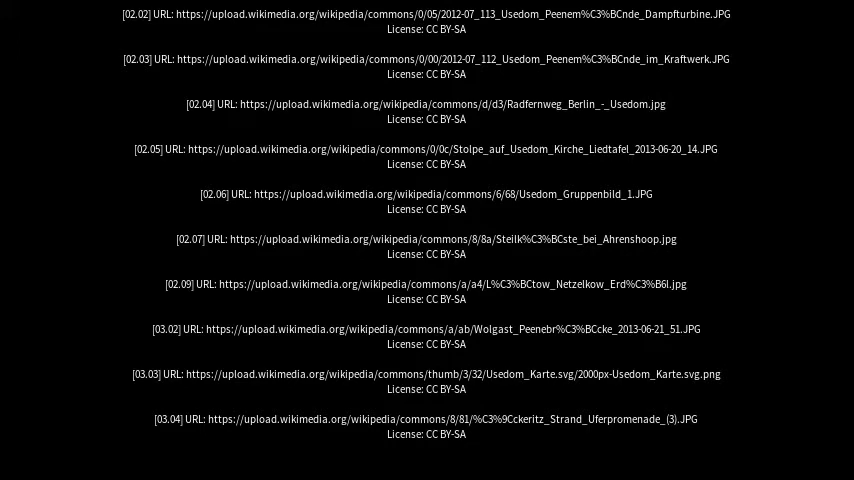 [02.02] URL: https://upload.wikimedia.org/wikipedia/commons/0/05/2012-07_113_Usedom_Peenem%C3%BCnde_Dampfturbine.JPG
License: CC BY-SA
[02.03] URL: https://upload.wikimedia.org/wikipedia/commons/0/00/2012-07_112_Usedom_Peenem%C3%BCnde_im_Kraftwerk.JPG
License: CC BY-SA
[02.04] URL: https://upload.wikimedia.org/wikipedia/commons/d/d3/Radfernweg_Berlin_-_Usedom.jpg
License: CC BY-SA
[02.05] URL: https://upload.wikimedia.org/wikipedia/commons/0/0c/Stolpe_auf_Usedom_Kirche_Liedtafel_2013-06-20_14.JPG
License: CC BY-SA
[02.06] URL: https://upload.wikimedia.org/wikipedia/commons/6/68/Usedom_Gruppenbild_1.JPG
License: CC BY-SA
[02.07] URL: https://upload.wikimedia.org/wikipedia/commons/8/8a/Steilk%C3%BCste_bei_Ahrenshoop.jpg
License: CC BY-SA
[02.09] URL: https://upload.wikimedia.org/wikipedia/commons/a/a4/L%C3%BCtow_Netzelkow_Erd%C3%B6l.jpg
License: CC BY-SA
[03.02] URL: https://upload.wikimedia.org/wikipedia/commons/a/ab/Wolgast_Peenebr%C3%BCcke_2013-06-21_51.JPG
License: CC BY-SA
[03.03] URL: https://upload.wikimedia.org/wikipedia/commons/thumb/3/32/Usedom_Karte.svg/2000px-Usedom_Karte.svg.png
License: CC BY-SA
[03.04] URL: https://upload.wikimedia.org/wikipedia/commons/8/81/%C3%9Cckeritz_Strand_Uferpromenade_(3).JPG
License: CC BY-SA